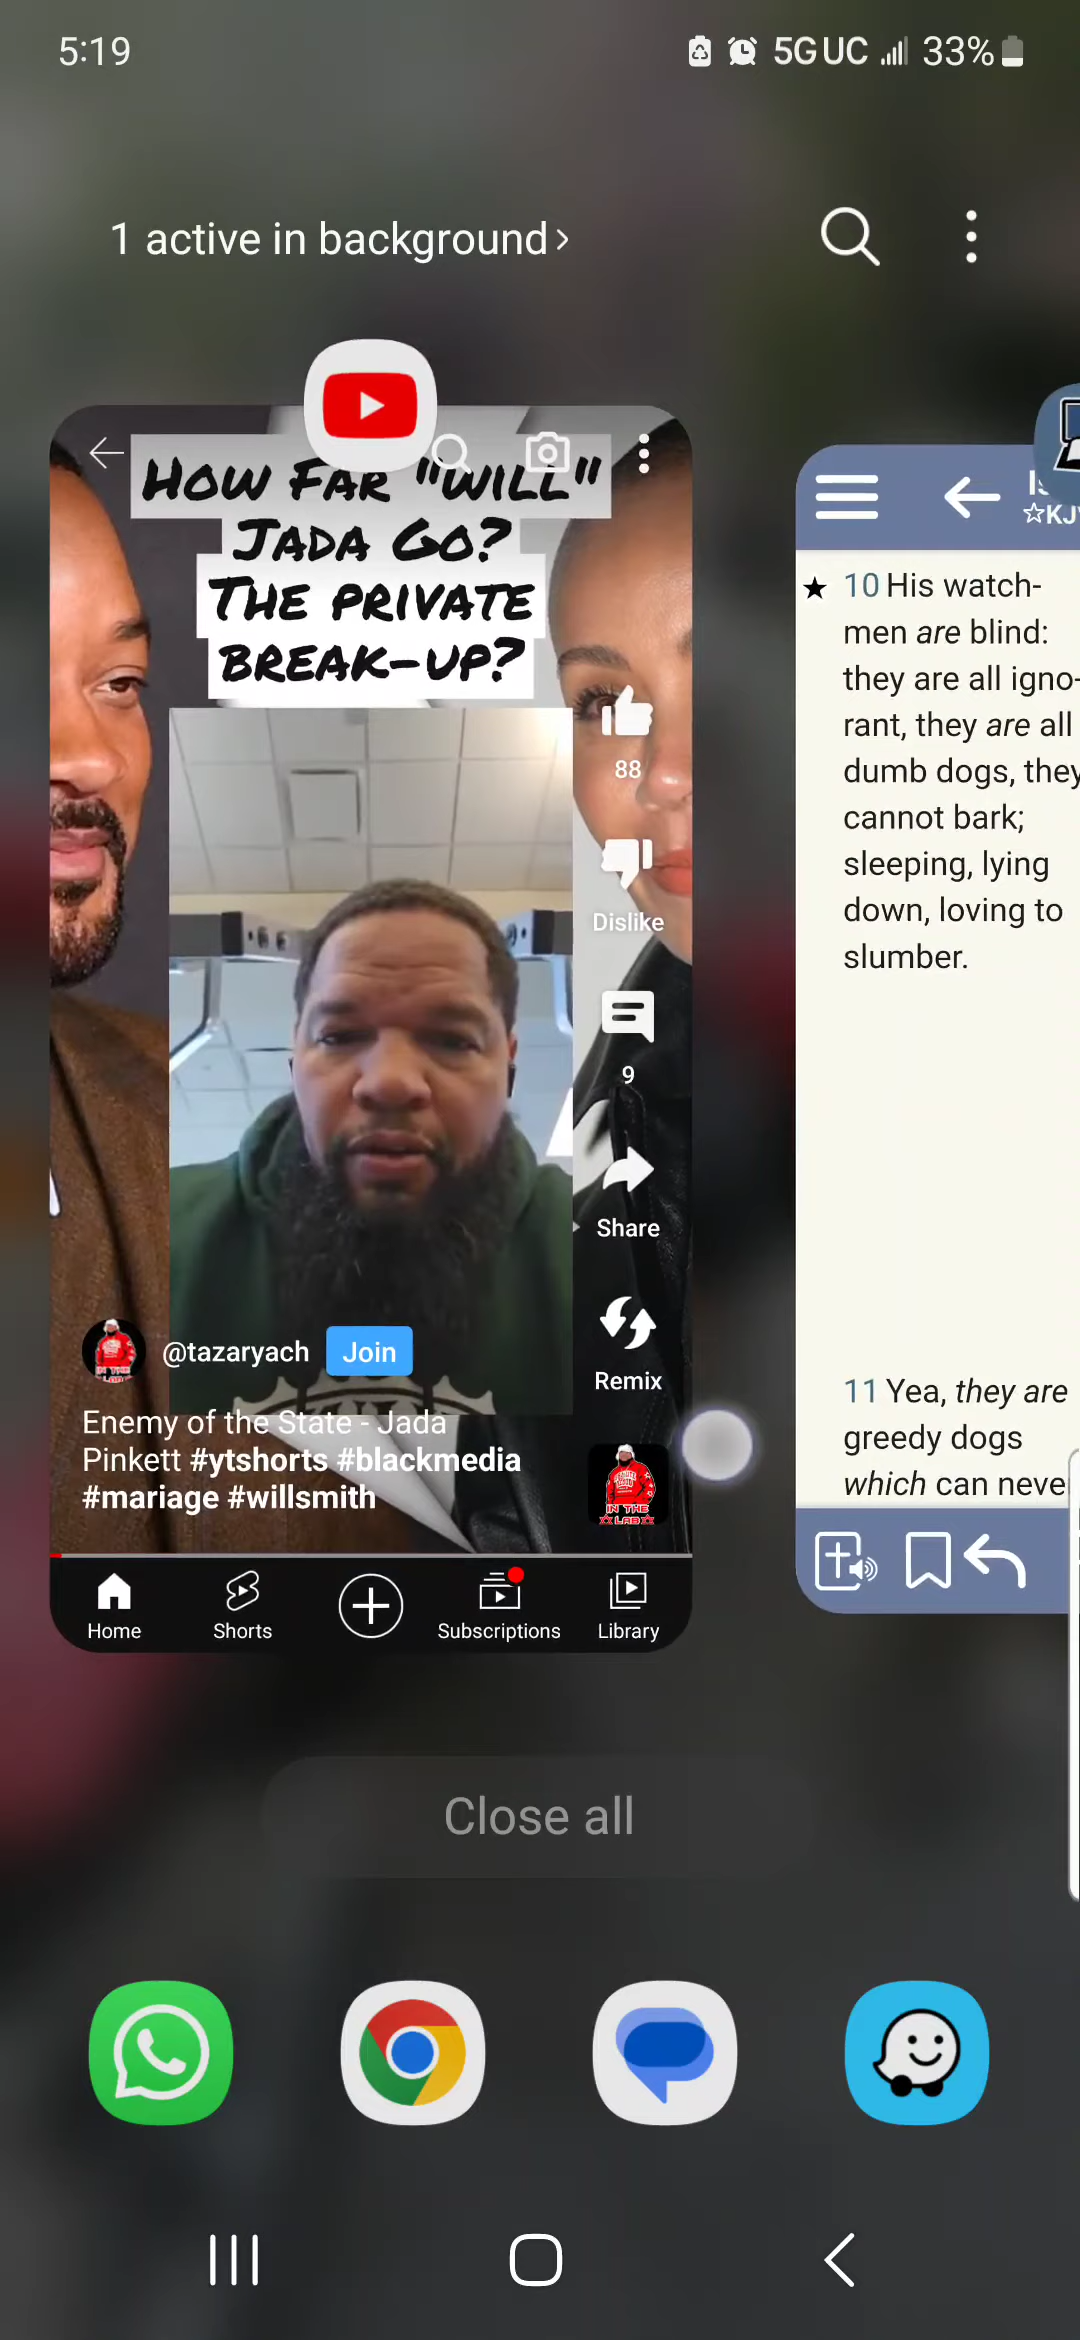 5:19
5G UC
33%
1 active in background
HOW FAR "WILL"
JADA GO?
THE PRIVATE
BREAK-UP?
88
Dislike
9
Share
Remix
@tazaryach
Join
Enemy of the State - Jada
Pinkett #ytshorts #blackmedia
#mariage #willsmith
IN THE
LAB
Home
Shorts
Subscriptions
Library
10 His watch-
men are blind:
they are all igno-
rant, they are all
dumb dogs, they
cannot bark;
sleeping, lying
down, loving to
slumber.
11 Yea, they are
greedy dogs
which can neve
Close all